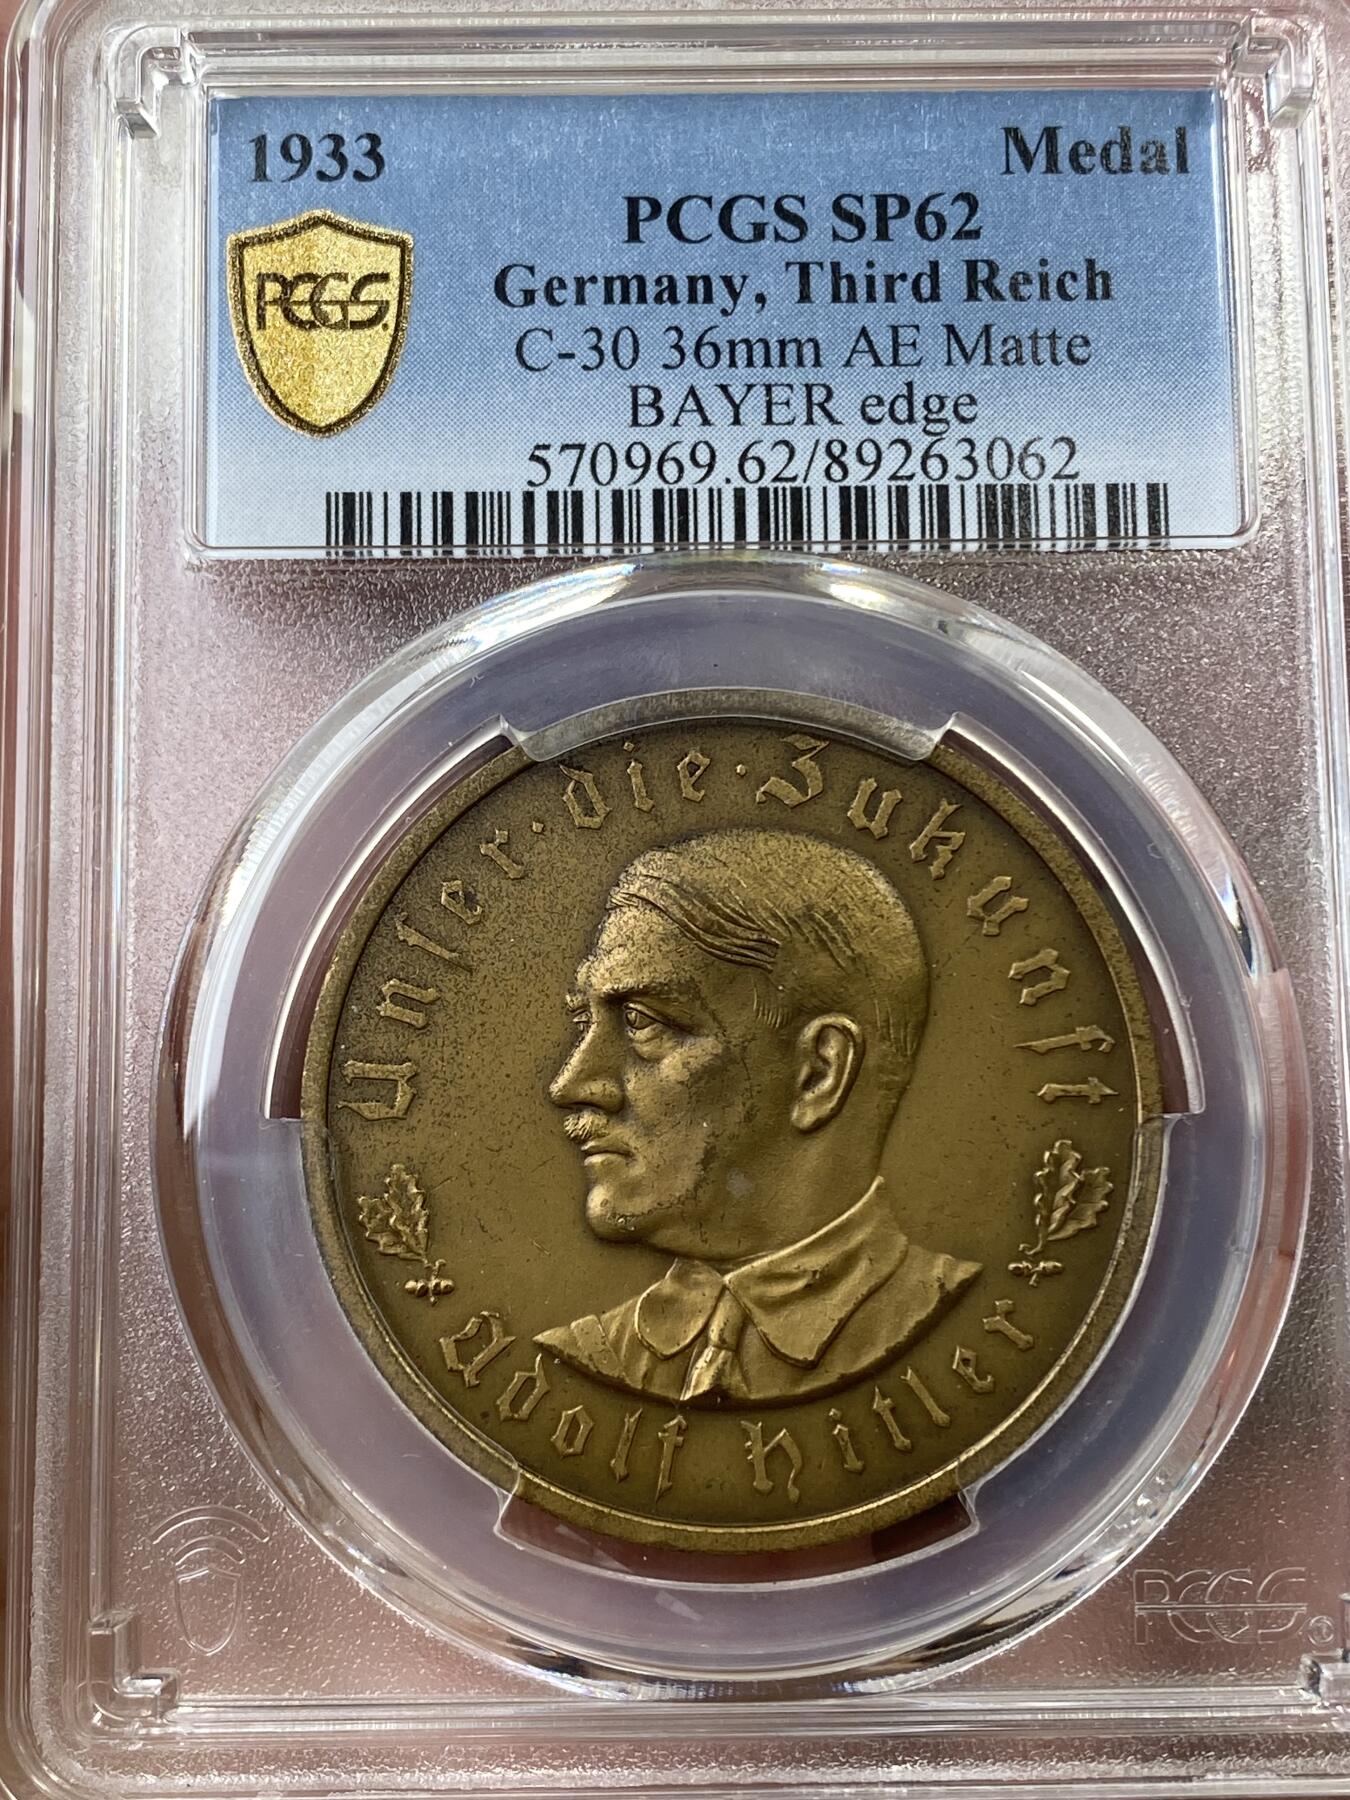 1933 Medal
PCGS SP62
PCGS
Germany, Third Reich
C-30 36mm AE Matte
BAYER edge
570969.62/89263062
Unser · die · Zukunft
Adolf Hitler
PCGS